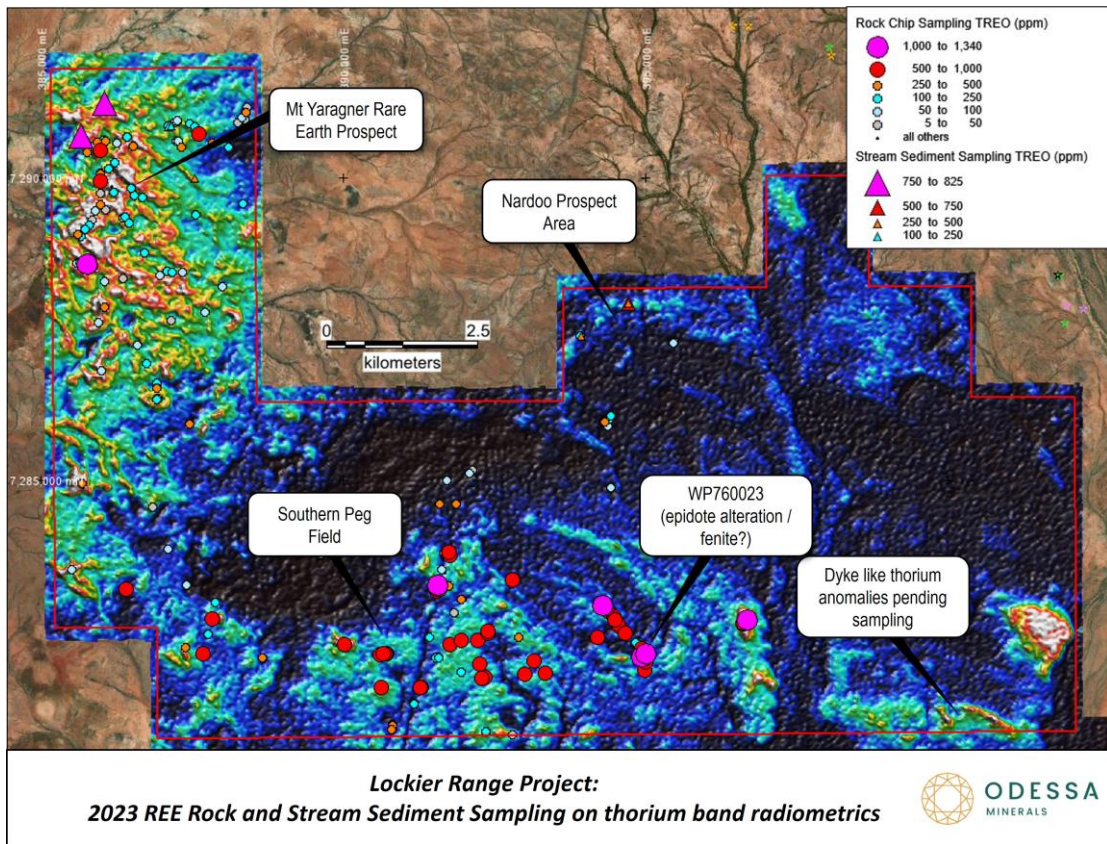 385,000 mE
390,000 mE
395,000 mE
Rock Chip Sampling TREO (ppm)
1,000 to 1,340
500 to 1,000
250 to 500
100 to 250
50 to 100
5 to 50
all others
Stream Sediment Sampling TREO (ppm)
750 to 825
500 to 750
250 to 500
100 to 250
Mt Yaragner Rare
Earth Prospect
7,290,000 mN
Nardoo Prospect
Area
0 2.5
kilometers
7,285,000 mN
Southern Peg
Field
WP760023
(epidote alteration /
fenite?)
Dyke like thorium
anomalies pending
sampling
Lockier Range Project:
2023 REE Rock and Stream Sediment Sampling on thorium band radiometrics
ODESSA
MINERALS